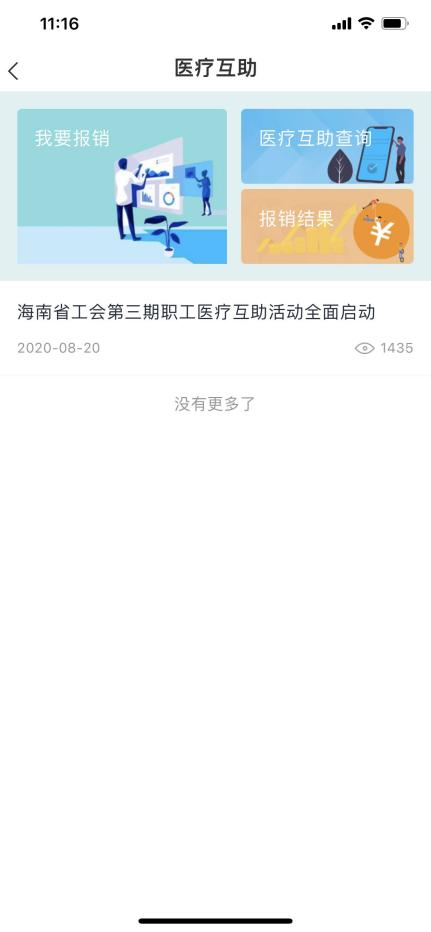 11:16
医疗互助
我要报销
医疗互助查询
报销结果
海南省工会第三期职工医疗互助活动全面启动
2020-08-20
1435
没有更多了